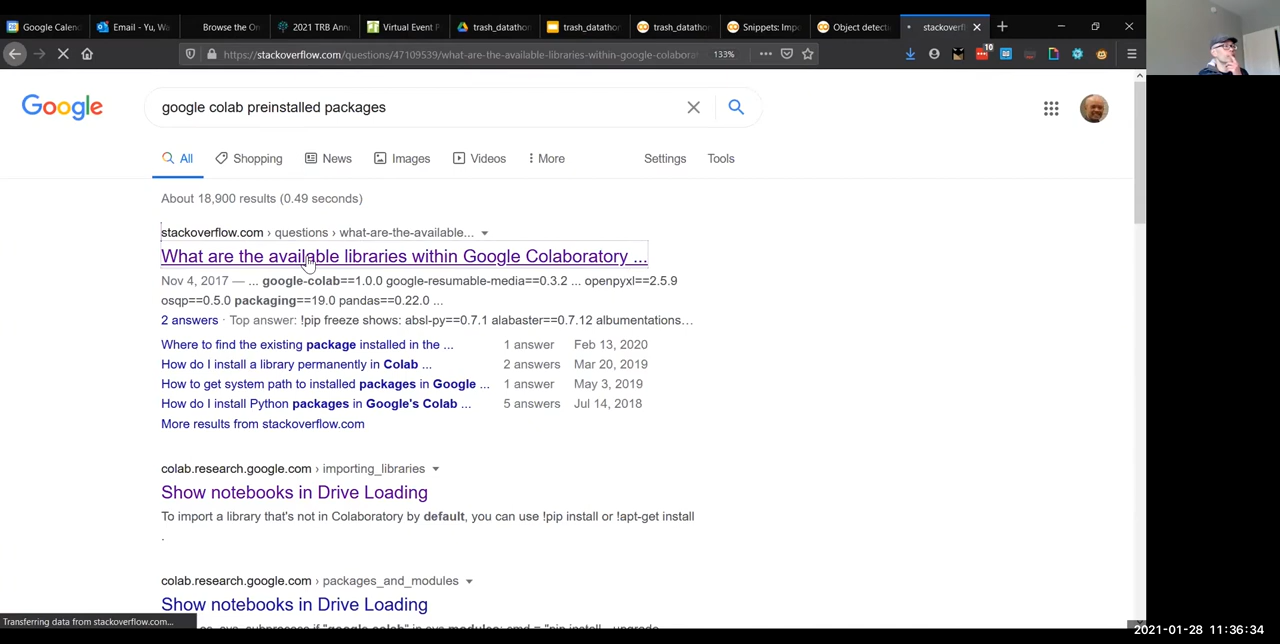 Google Calend
Email - Yu, Wa
Browse the On
2021 TRB Ann
Virtual Event P
trash_datathon
trash_datathon
trash_datathon
Snippets: Impo
Object detecti
stackoverfl
https://stackoverflow.com/questions/47109539/what-are-the-available-libraries-within-google-colaborat
133%
10
Google
google colab preinstalled packages
All
Shopping
News
Images
Videos
More
Settings
Tools
About 18,900 results (0.49 seconds)
stackoverflow.com › questions › what-are-the-available...
What are the available libraries within Google Colaboratory ...
Nov 4, 2017 — ... google-colab==1.0.0 google-resumable-media==0.3.2 ... openpyxl==2.5.9
osqp==0.5.0 packaging==19.0 pandas==0.22.0 ...
2 answers · Top answer: !pip freeze shows: absl-py==0.7.1 alabaster==0.7.12 albumentations…
Where to find the existing package installed in the ... 1 answer Feb 13, 2020
How do I install a library permanently in Colab ... 2 answers Mar 20, 2019
How to get system path to installed packages in Google ... 1 answer May 3, 2019
How do I install Python packages in Google's Colab ... 5 answers Jul 14, 2018
More results from stackoverflow.com
colab.research.google.com › importing_libraries
Show notebooks in Drive Loading
To import a library that's not in Colaboratory by default, you can use !pip install or !apt-get install
.
colab.research.google.com › packages_and_modules
Show notebooks in Drive Loading
Transferring data from stackoverflow.com...
2021-01-28 11:36:34